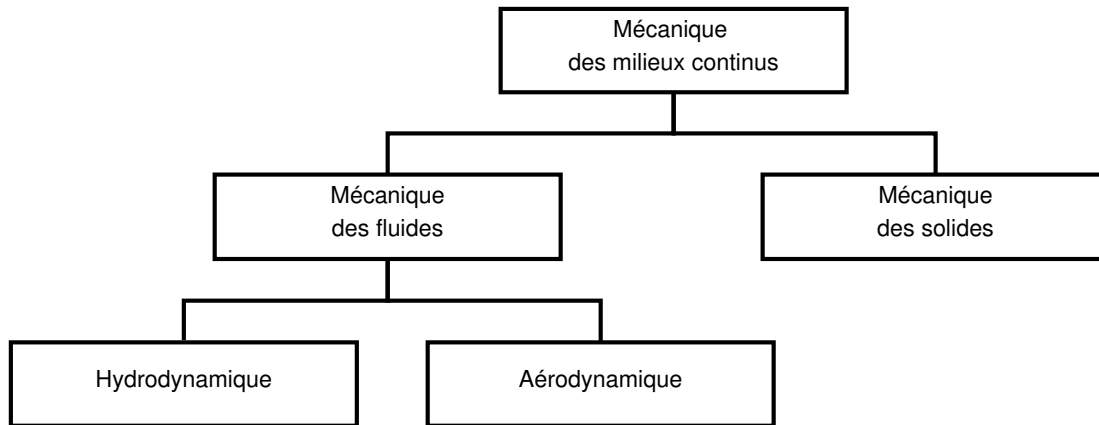 Mécanique
des milieux continus
Mécanique
des fluides
Mécanique
des solides
Hydrodynamique
Aérodynamique